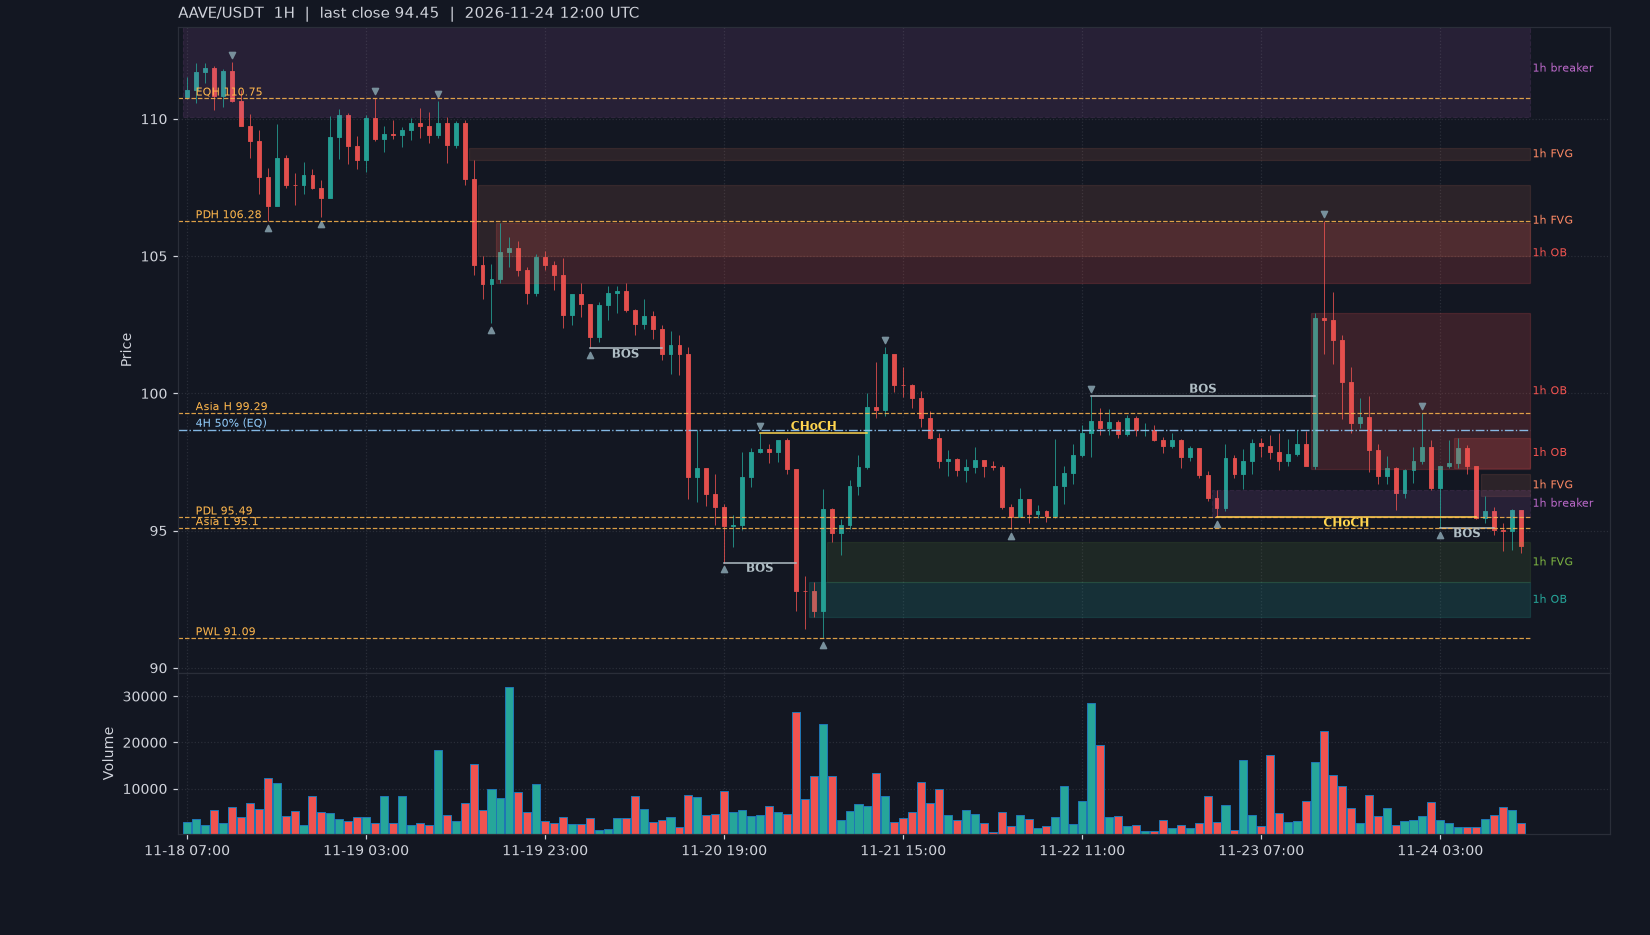 AAVE/USDT 1H | last close 94.45 | 2026-11-24 12:00 UTC
1h breaker
EQH 110.75
110
1h FVG
PDH 106.28
1h FVG
1h OB
105
Price
BOS
BOS
1h OB
100
Asia H 99.29
4H 50% (EQ)
CHoCH
1h OB
1h FVG
1h breaker
PDL 95.49
Asia L 95.1
CHoCH
95
BOS
1h FVG
BOS
1h OB
PWL 91.09
90
30000
20000
10000
Volume
11-18 07:00
11-19 03:00
11-19 23:00
11-20 19:00
11-21 15:00
11-22 11:00
11-23 07:00
11-24 03:00